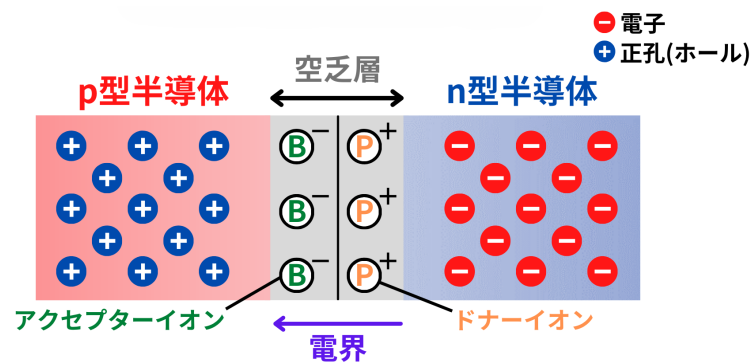 電子
正孔(ホール)
空乏層
p型半導体
n型半導体
B− P+
B− P+
B− P+
アクセプターイオン
ドナーイオン
電界